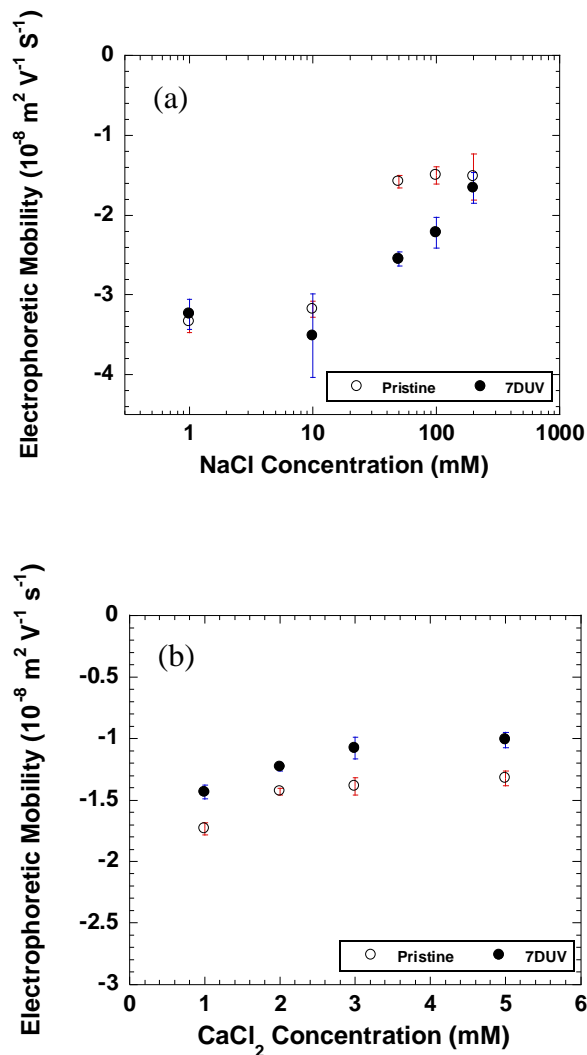 Electrophoretic Mobility (10⁻⁸ m² V⁻¹ S⁻¹)
0
-1
-2
-3
-4
(a)
Pristine 7DUV
1 10 100 1000
NaCl Concentration (mM)
Electrophoretic Mobility (10⁻⁸ m² V⁻¹ s⁻¹)
0
-0.5
-1
-1.5
-2
-2.5
-3
(b)
Pristine 7DUV
0 1 2 3 4 5 6
CaCl₂ Concentration (mM)